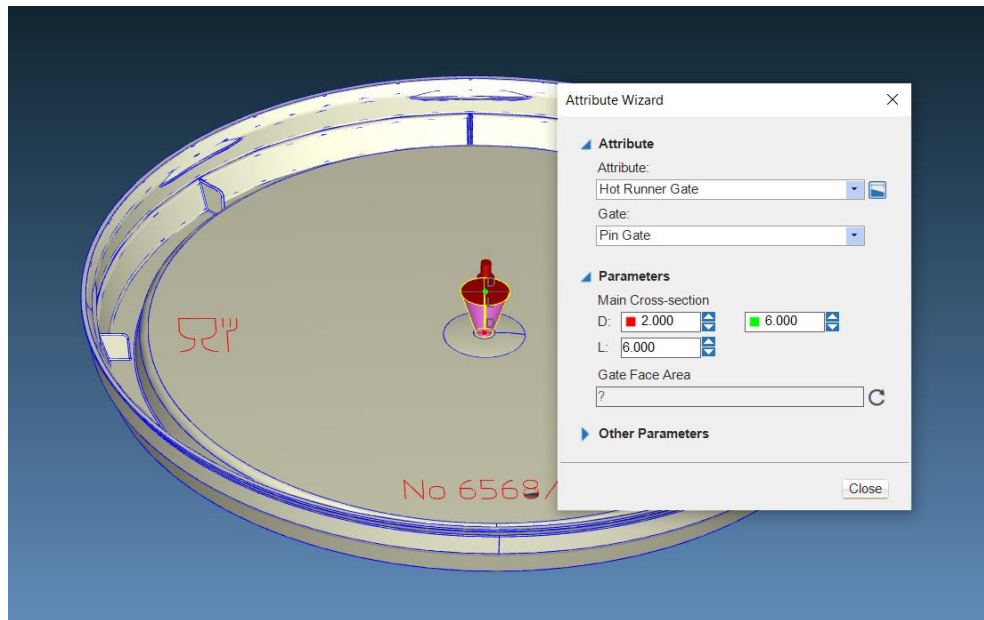 Attribute Wizard
Attribute
Attribute:
Hot Runner Gate
Gate:
Pin Gate
Parameters
Main Cross-section
D: 2.000 6.000
L: 6.000
Gate Face Area
?
Other Parameters
Close
No 6568/